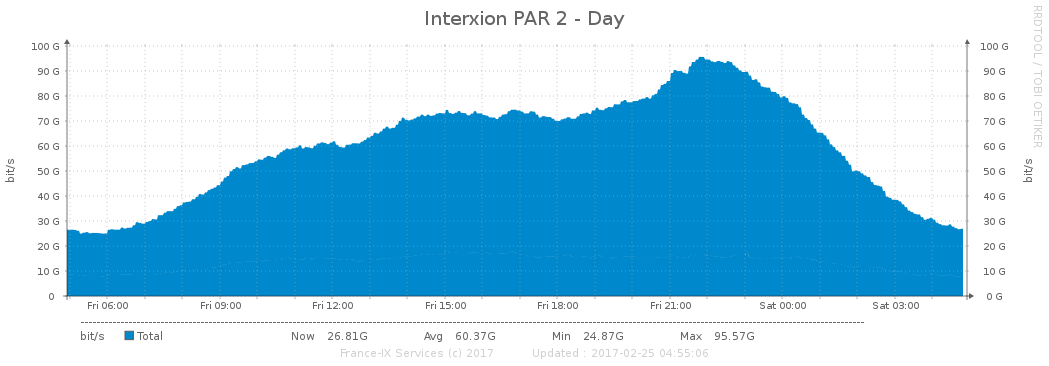 Interxion PAR 2 - Day
RRDTOOL / TOBI OETIKER
100 G 100 G
90 G 90 G
80 G 80 G
70 G 70 G
60 G 60 G
50 G 50 G
40 G 40 G
30 G 30 G
20 G 20 G
10 G 10 G
0 0 G
bit/s bit/s
Fri 06:00 Fri 09:00 Fri 12:00 Fri 15:00 Fri 18:00 Fri 21:00 Sat 00:00 Sat 03:00
bit/s Total Now 26.81G Avg 60.37G Min 24.87G Max 95.57G
France-IX Services (c) 2017 Updated : 2017-02-25 04:55:06